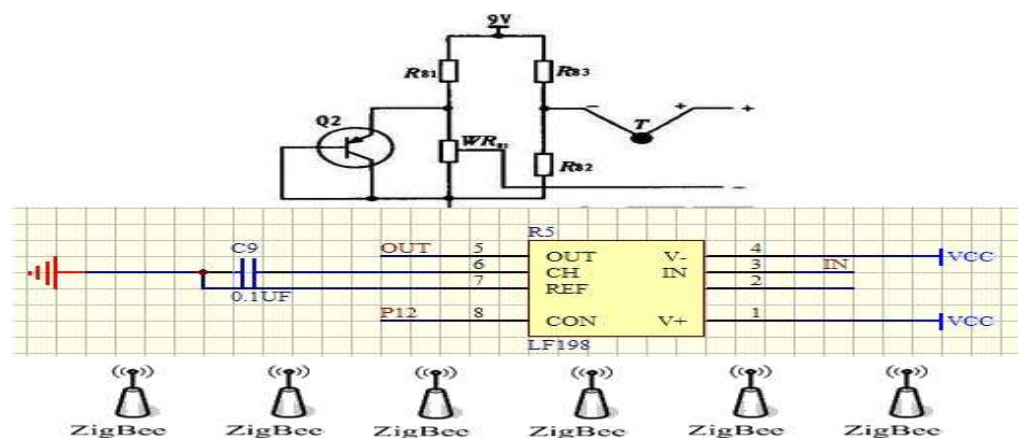 9V
R81 R83
Q2 - + +
T
WR R82
-
R5
C9 OUT 5 OUT V- 4 VCC
6 CH IN 3 IN
7 REF 2
0.1UF
P12 8 CON V+ 1 VCC
LF198
ZigBee ZigBee ZigBee ZigBee ZigBee ZigBee